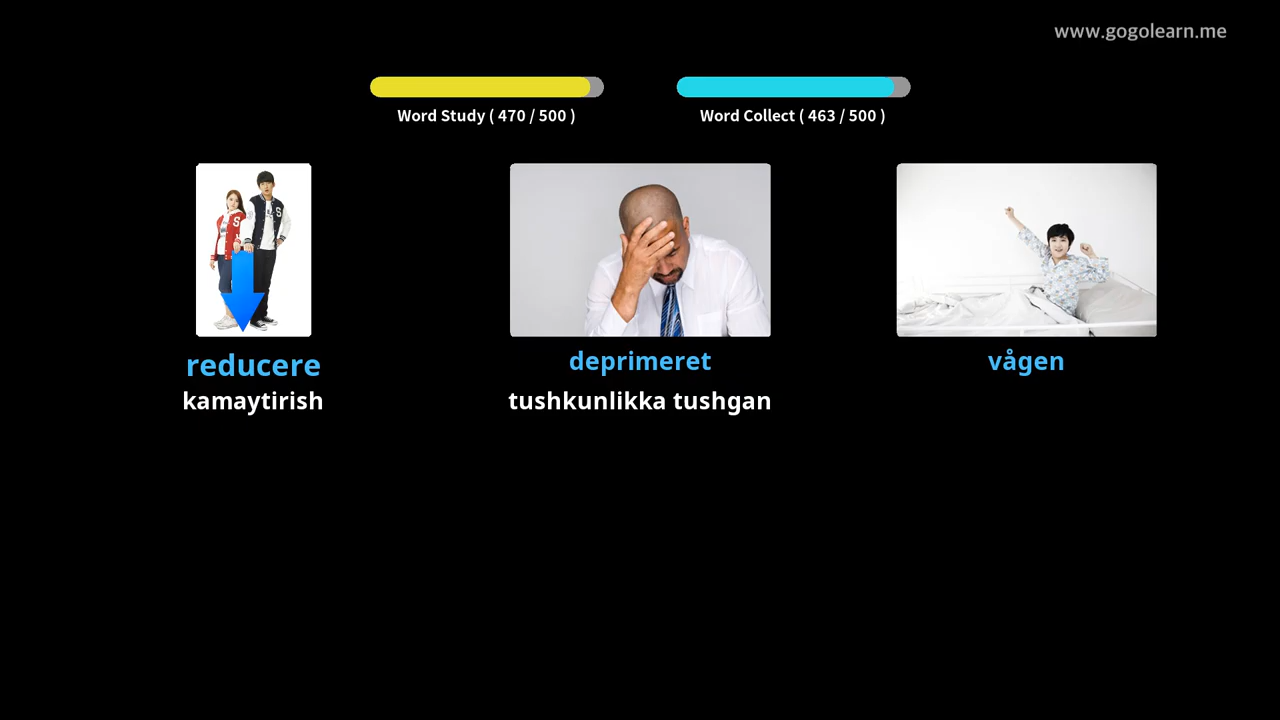 www.gogolearn.me
Word Study ( 470 / 500 )
Word Collect ( 463 / 500 )
reducere
kamaytirish
deprimeret
tushkunlikka tushgan
vågen